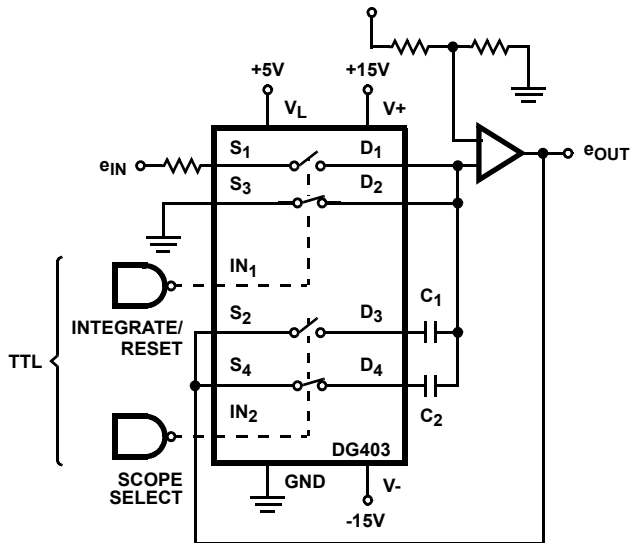 +5V
+15V
VL
V+
eIN
S1
D1
eOUT
S3
D2
IN1
INTEGRATE/
RESET
S2
D3
C1
TTL
S4
D4
C2
IN2
DG403
SCOPE
SELECT
GND
V-
-15V